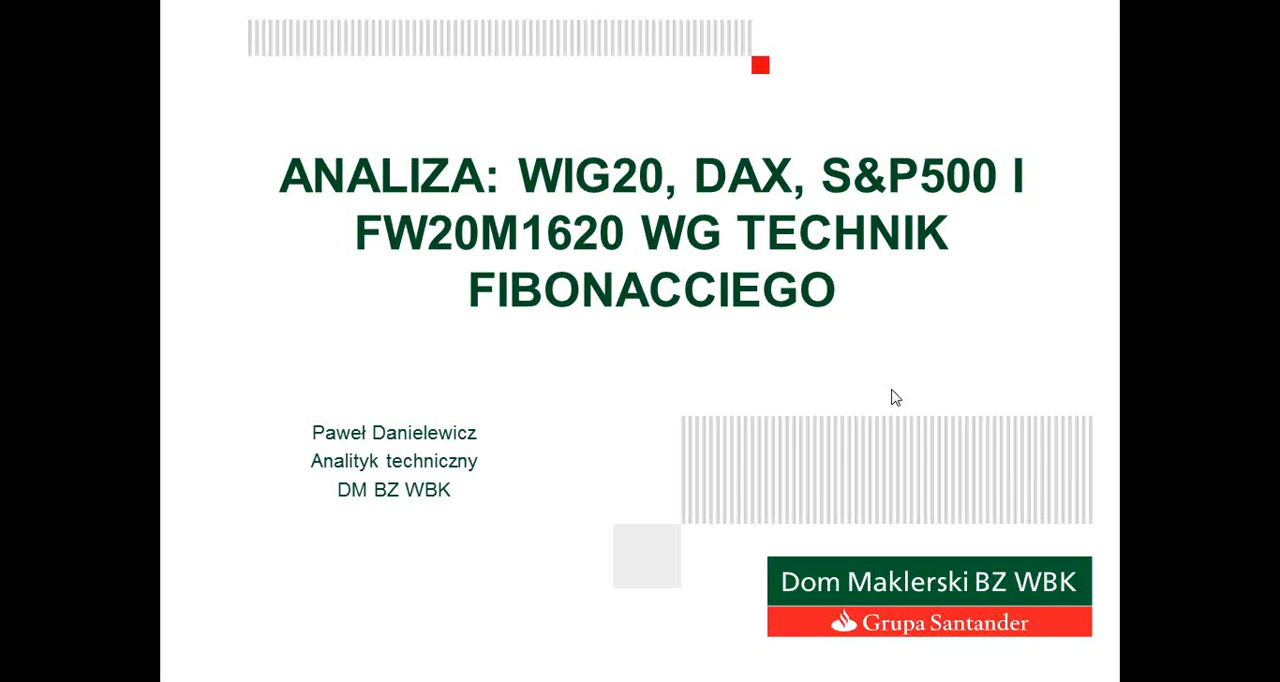 ANALIZA: WIG20, DAX, S&P500 I
FW20M1620 WG TECHNIK
FIBONACCIEGO
Paweł Danielewicz
Analityk techniczny
DM BZ WBK
Dom Maklerski BZ WBK
Grupa Santander